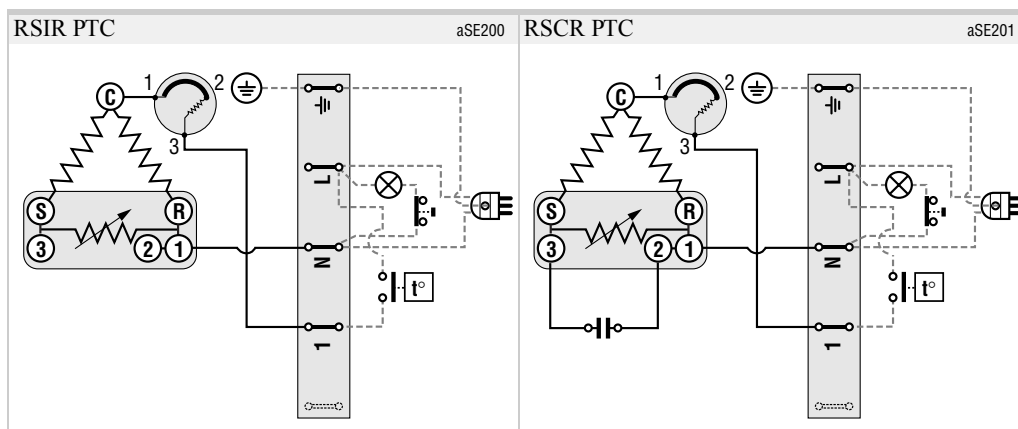 RSIR PTC aSE200
1 2
C
3
S R
3 2 1
L
N
t°
1
RSCR PTC aSE201
1 2
C
3
S R
3 2 1
L
N
t°
1